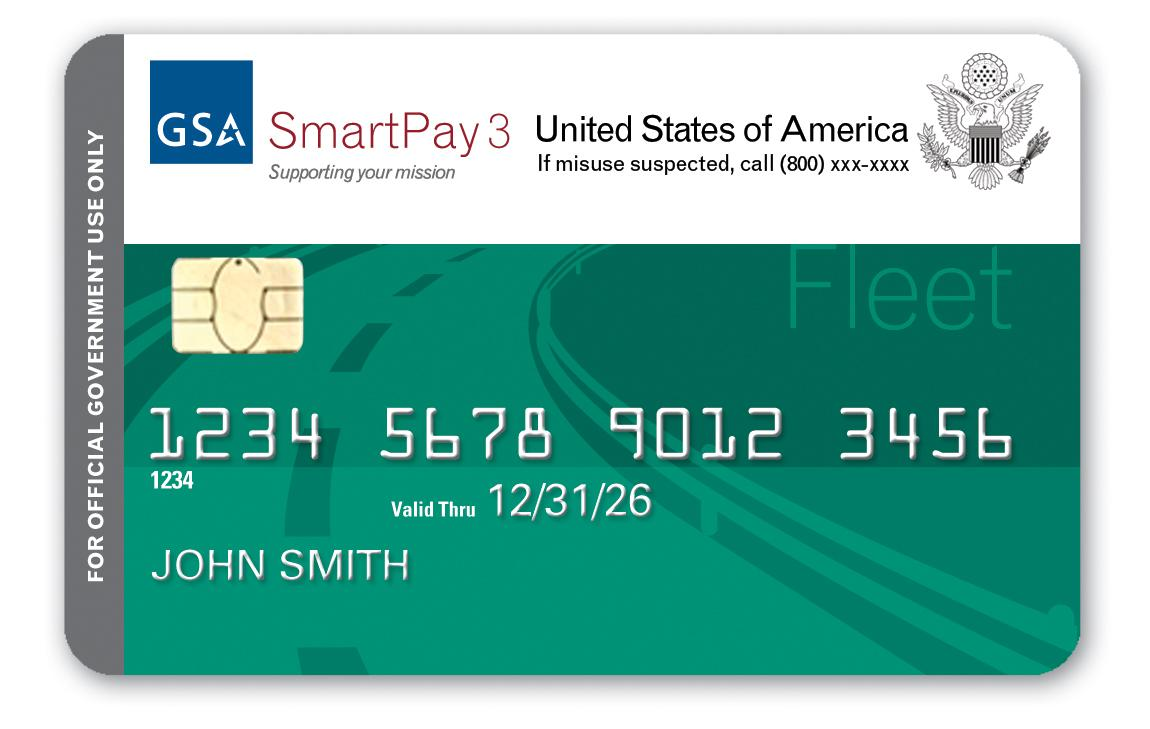 FOR OFFICIAL GOVERNMENT USE ONLY
GSA
SmartPay 3
Supporting your mission
United States of America
If misuse suspected, call (800) xxx-xxxx
Fleet
1234 5678 9012 3456
1234
Valid Thru 12/31/26
JOHN SMITH